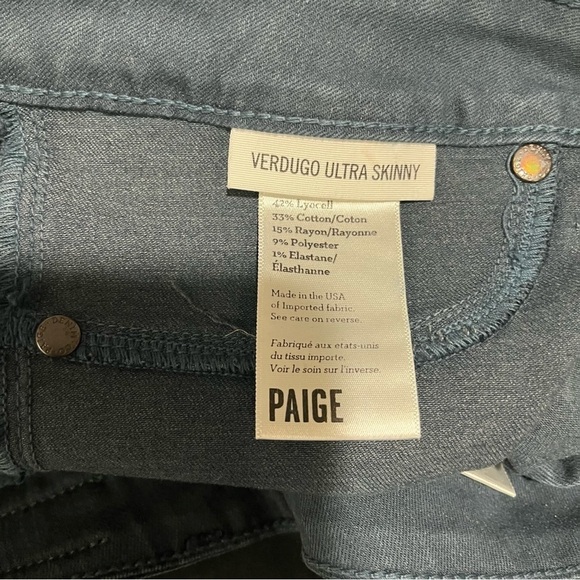 VERDUGO ULTRA SKINNY
42% Lyocell
33% Cotton/Coton
15% Rayon/Rayonne
9% Polyester
1% Elastane/
Élasthanne
Made in the USA
of Imported fabric.
See care on reverse.
Fabriqué aux etats-unis
du tissu importe.
Voir le soin sur l'inverse.
PAIGE